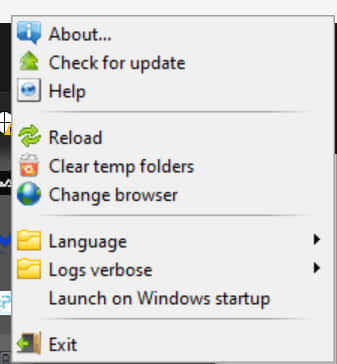 About...
Check for update
Help
Reload
Clear temp folders
Change browser
Language
Logs verbose
Launch on Windows startup
Exit